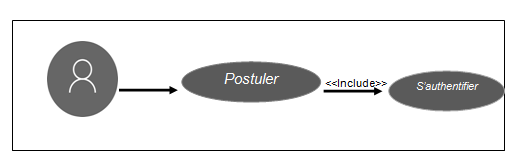 Postuler
<<Include>>
S'authentifier